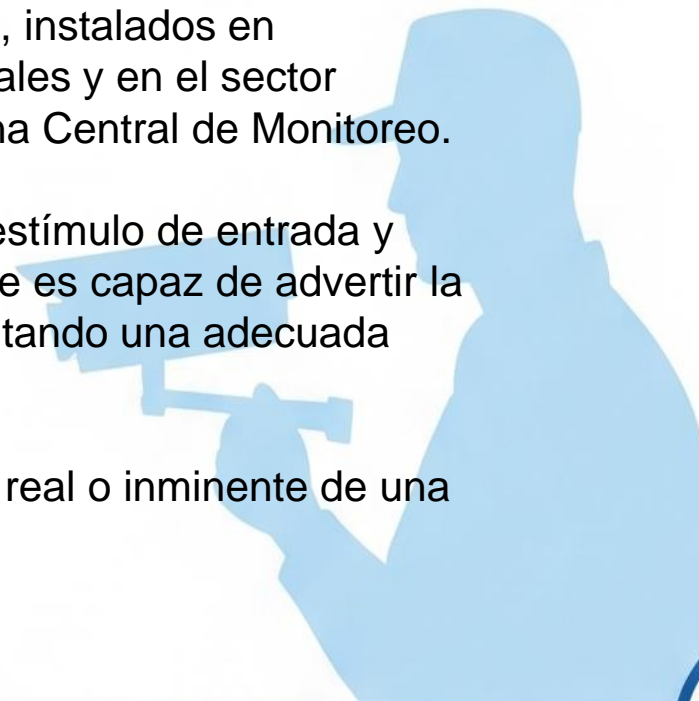 , instalados en
ales y en el sector
na Central de Monitoreo.
estímulo de entrada y
e es capaz de advertir la
tando una adecuada
real o inminente de una